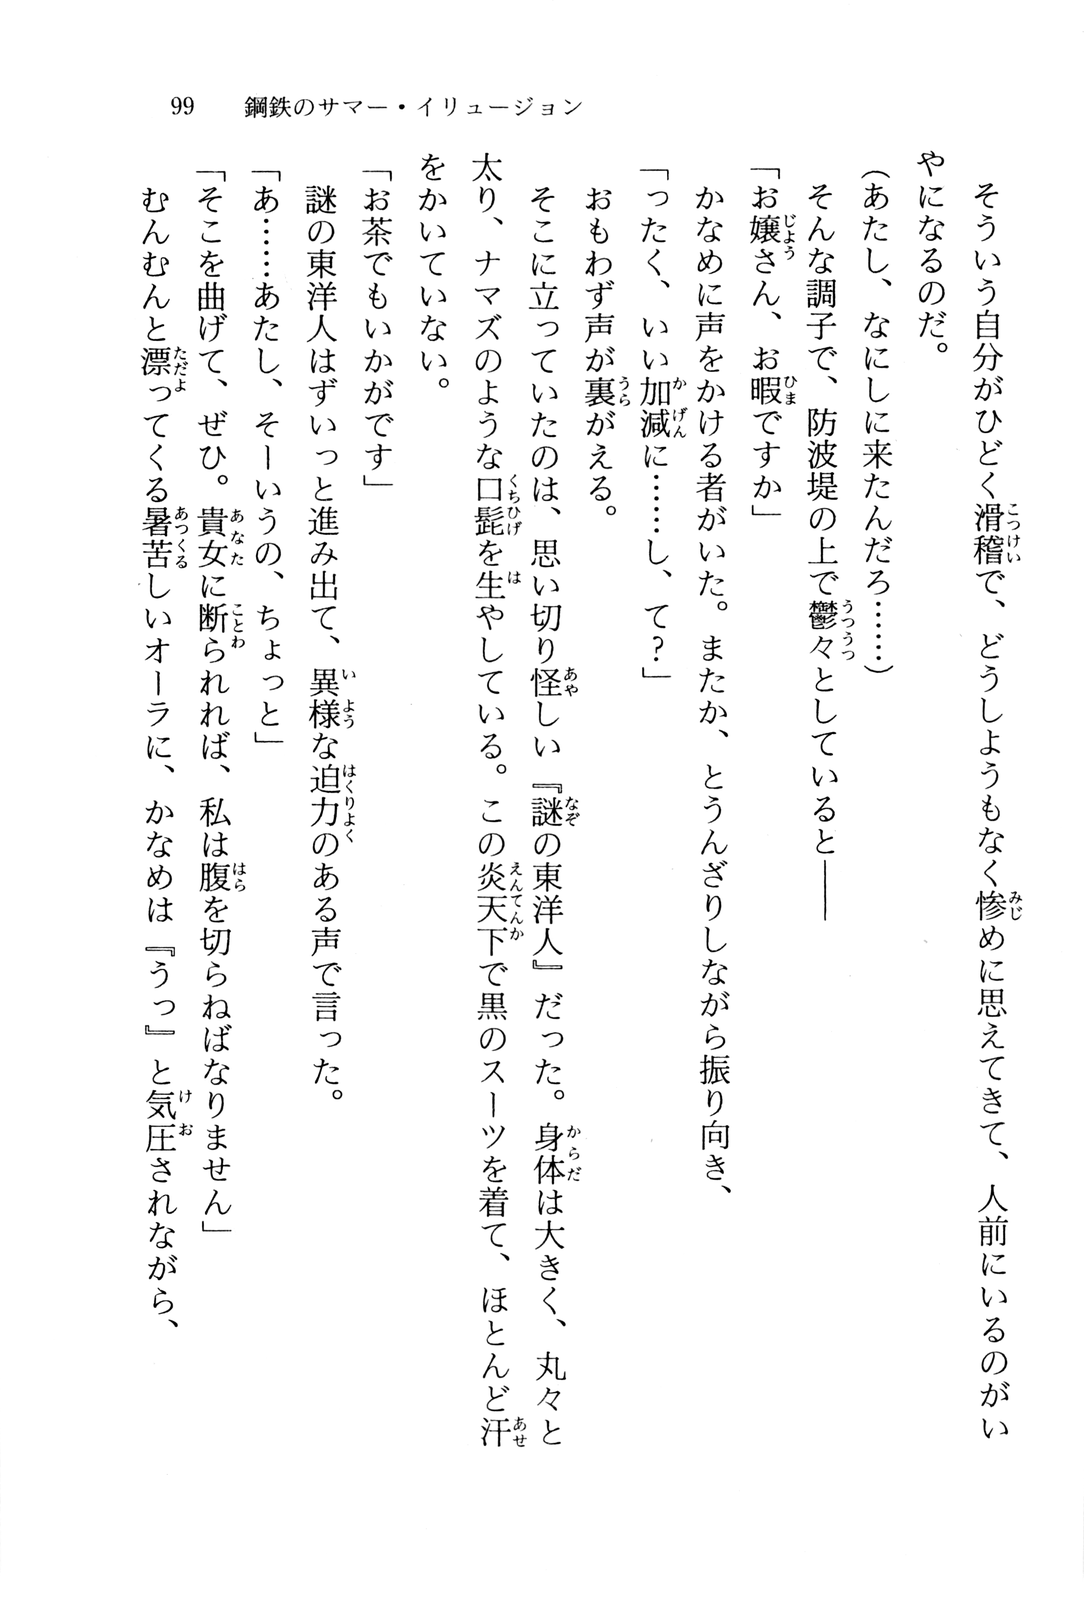 99　鋼鉄のサマー・イリュージョン
　そういう自分がひどく滑稽で、どうしようもなく惨めに思えてきて、人前にいるのがい
やになるのだ。
（あたし、なにしに来たんだろ……）
　そんな調子で、防波堤の上で鬱々としていると――
「お嬢さん、お暇ですか」
　かなめに声をかける者がいた。またか、とうんざりしながら振り向き、
「ったく、いい加減に……し、て？」
　おもわず声が裏がえる。
　そこに立っていたのは、思い切り怪しい『謎の東洋人』だった。身体は大きく、丸々と
太り、ナマズのような口髭を生やしている。この炎天下で黒のスーツを着て、ほとんど汗
をかいていない。
「お茶でもいかがです」
　謎の東洋人はずいっと進み出て、異様な迫力のある声で言った。
「あ……あたし、そーいうの、ちょっと」
「そこを曲げて、ぜひ。貴女に断られれば、私は腹を切らねばなりません」
　むんむんと漂ってくる暑苦しいオーラに、かなめは『うっ』と気圧されながら、